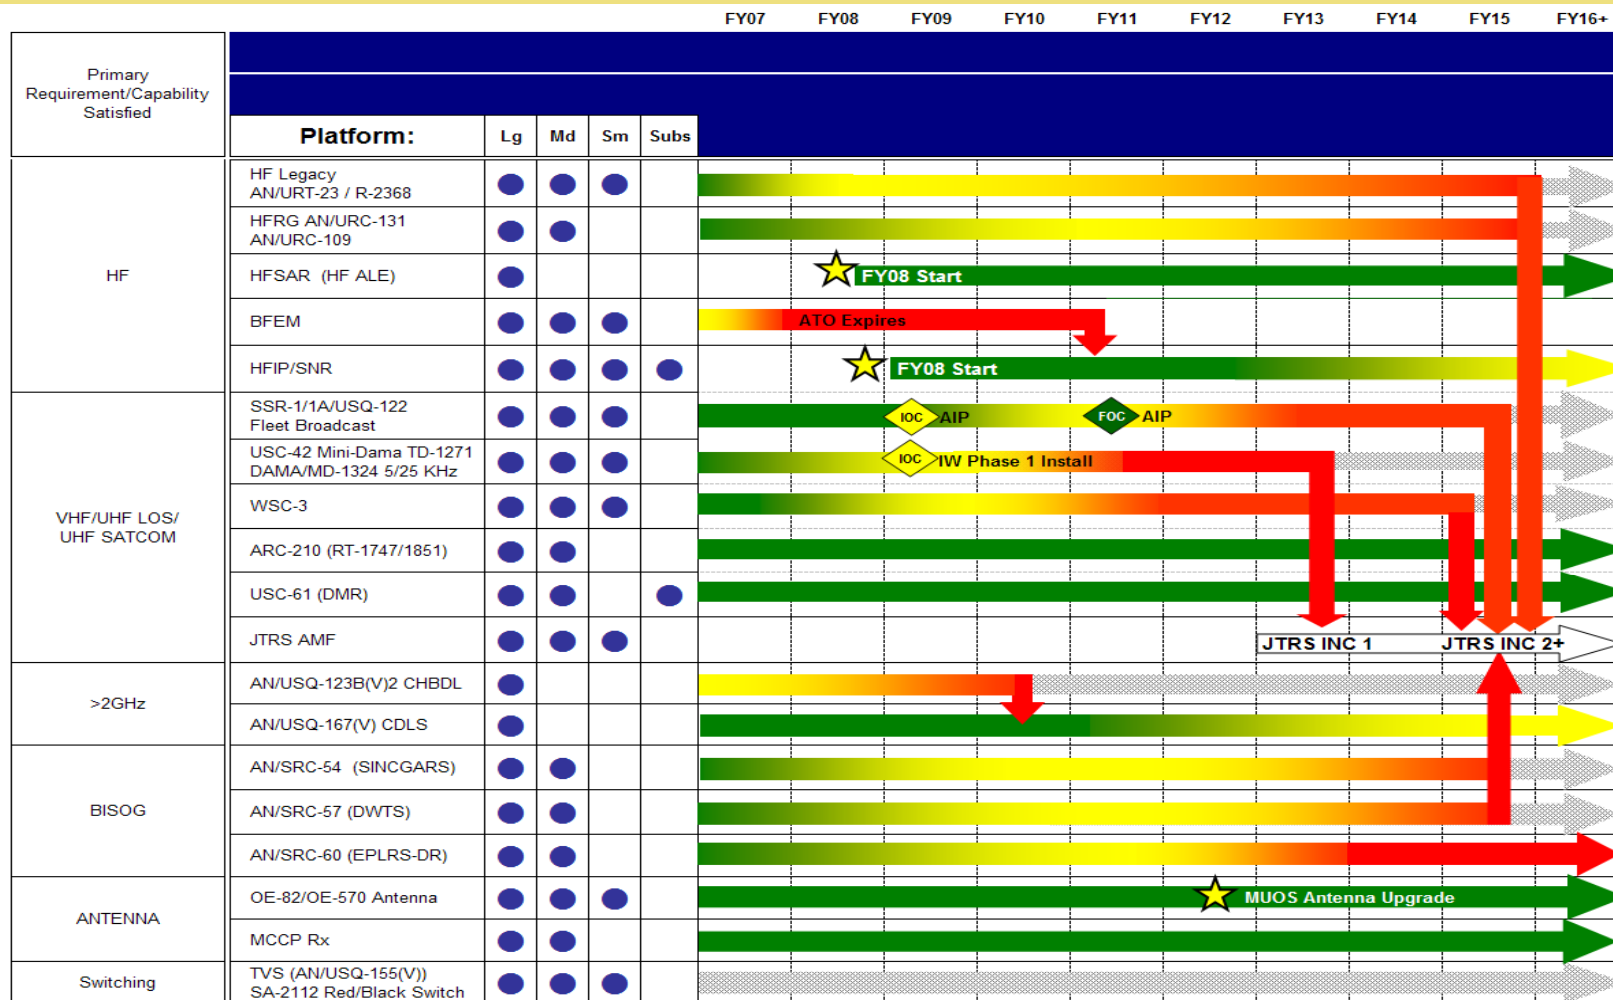 FY07 FY08 FY09 FY10 FY11 FY12 FY13 FY14 FY15 FY16+
Primary
Requirement/Capability
Satisfied
Platform: Lg Md Sm Subs
HF
HF Legacy
AN/URT-23 / R-2368
HFRG AN/URC-131
AN/URC-109
HFSAR (HF ALE)
FY08 Start
BFEM
ATO Expires
HFIP/SNR
FY08 Start
VHF/UHF LOS/
UHF SATCOM
SSR-1/1A/USQ-122
Fleet Broadcast
IOC AIP FOC AIP
USC-42 Mini-Dama TD-1271
DAMA/MD-1324 5/25 KHz
IOC IW Phase 1 Install
WSC-3
ARC-210 (RT-1747/1851)
USC-61 (DMR)
JTRS AMF
JTRS INC 1 JTRS INC 2+
>2GHz
AN/USQ-123B(V)2 CHBDL
AN/USQ-167(V) CDLS
BISOG
AN/SRC-54 (SINCGARS)
AN/SRC-57 (DWTS)
AN/SRC-60 (EPLRS-DR)
ANTENNA
OE-82/OE-570 Antenna
MUOS Antenna Upgrade
MCCP Rx
Switching
TVS (AN/USQ-155(V))
SA-2112 Red/Black Switch